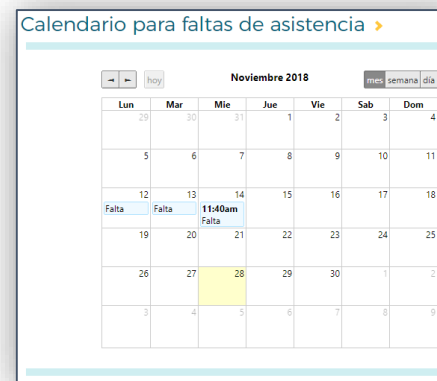 Calendario para faltas de asistencia >
hoy Noviembre 2018 mes semana día
Lun Mar Mie Jue Vie Sab Dom
29 30 31 1 2 3 4
5 6 7 8 9 10 11
12 13 14 15 16 17 18
Falta Falta 11:40am
Falta
19 20 21 22 23 24 25
26 27 28 29 30 1 2
3 4 5 6 7 8 9